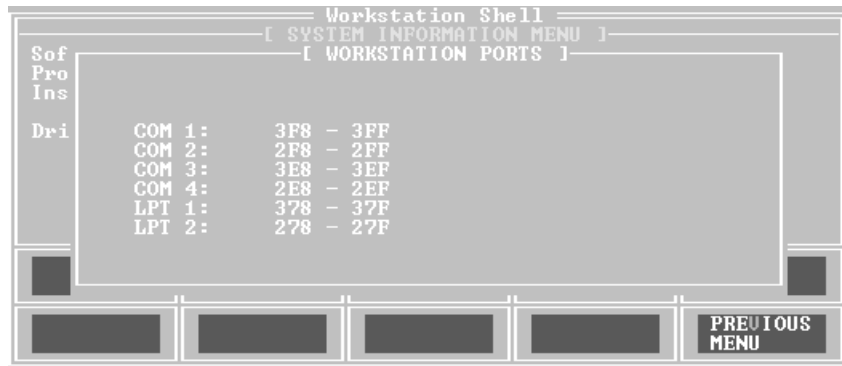 Workstation Shell
[ SYSTEM INFORMATION MENU ]
[ WORKSTATION PORTS ]
Sof
Pro
Ins
Dri
COM 1: 3F8 - 3FF
COM 2: 2F8 - 2FF
COM 3: 3E8 - 3EF
COM 4: 2E8 - 2EF
LPT 1: 378 - 37F
LPT 2: 278 - 27F
PREVIOUS
MENU